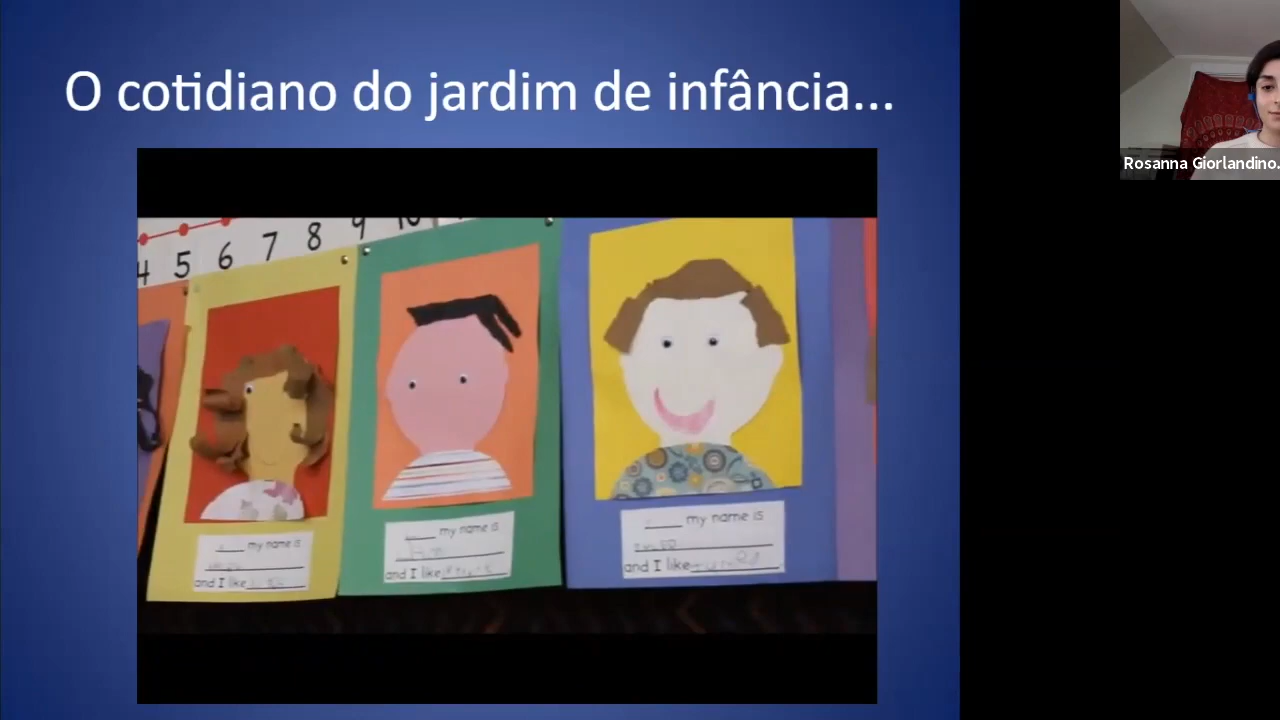 O cotidiano do jardim de infância...
4 5 6 7 8 9 10
my name is
and I like
my name is
and I like
my name is
and I like
Rosanna Giorlandino.